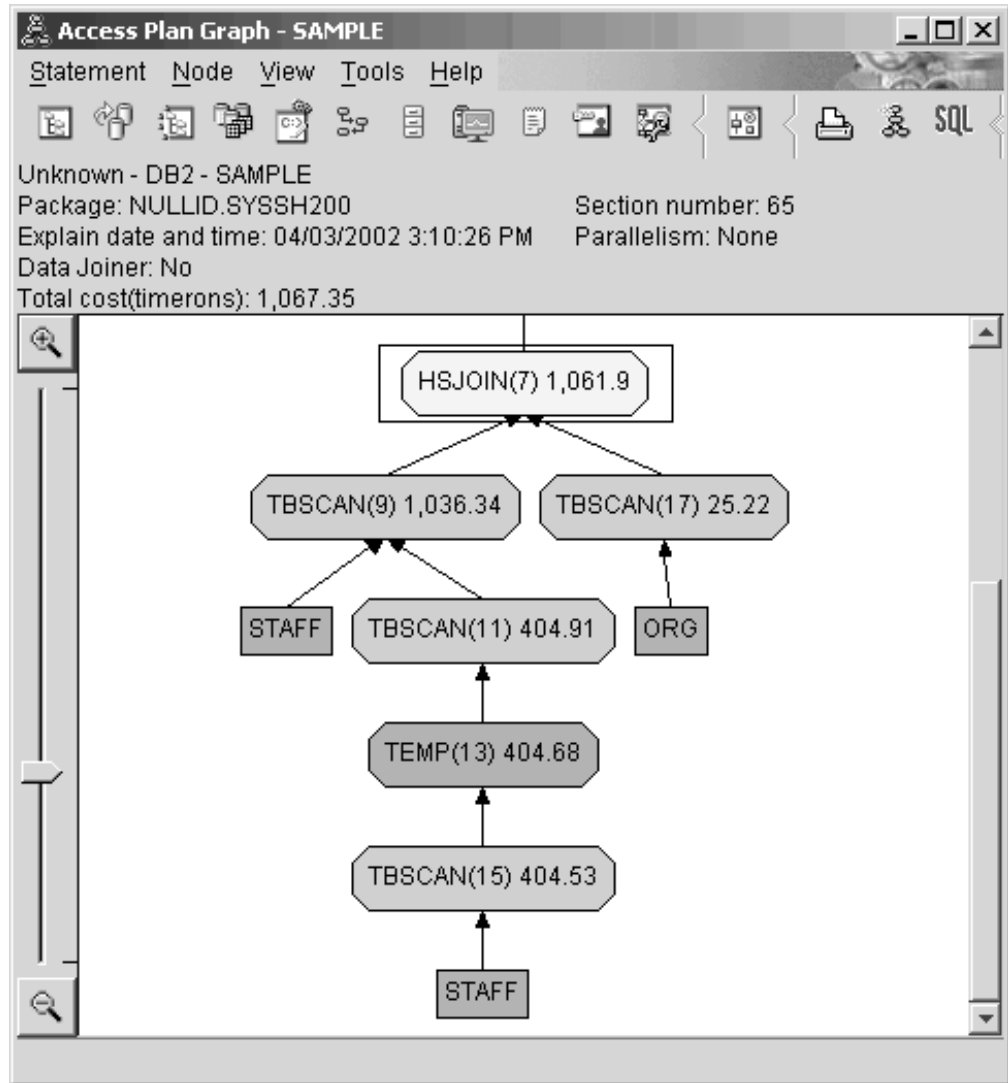 Access Plan Graph - SAMPLE
Statement Node View Tools Help
SQL
Unknown - DB2 - SAMPLE
Package: NULLID.SYSSH200 Section number: 65
Explain date and time: 04/03/2002 3:10:26 PM Parallelism: None
Data Joiner: No
Total cost(timerons): 1,067.35
HSJOIN(7) 1,061.9
TBSCAN(9) 1,036.34 TBSCAN(17) 25.22
STAFF TBSCAN(11) 404.91 ORG
TEMP(13) 404.68
TBSCAN(15) 404.53
STAFF